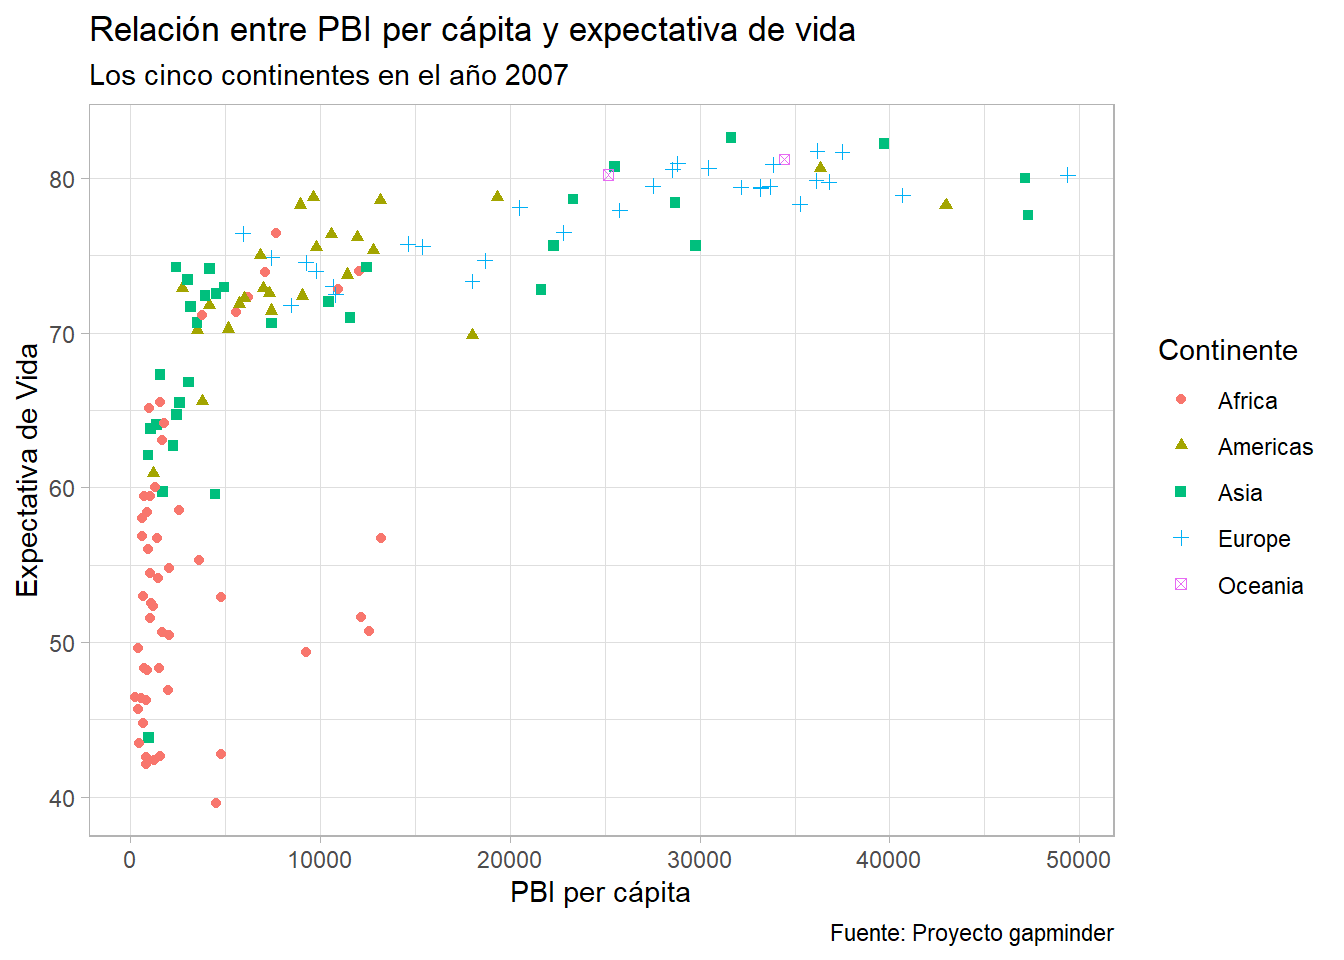 Relación entre PBI per cápita y expectativa de vida
Los cinco continentes en el año 2007
Expectativa de Vida
80
70
60
50
40
0
10000
20000
30000
40000
50000
PBI per cápita
Continente
Africa
Americas
Asia
Europe
Oceania
Fuente: Proyecto gapminder